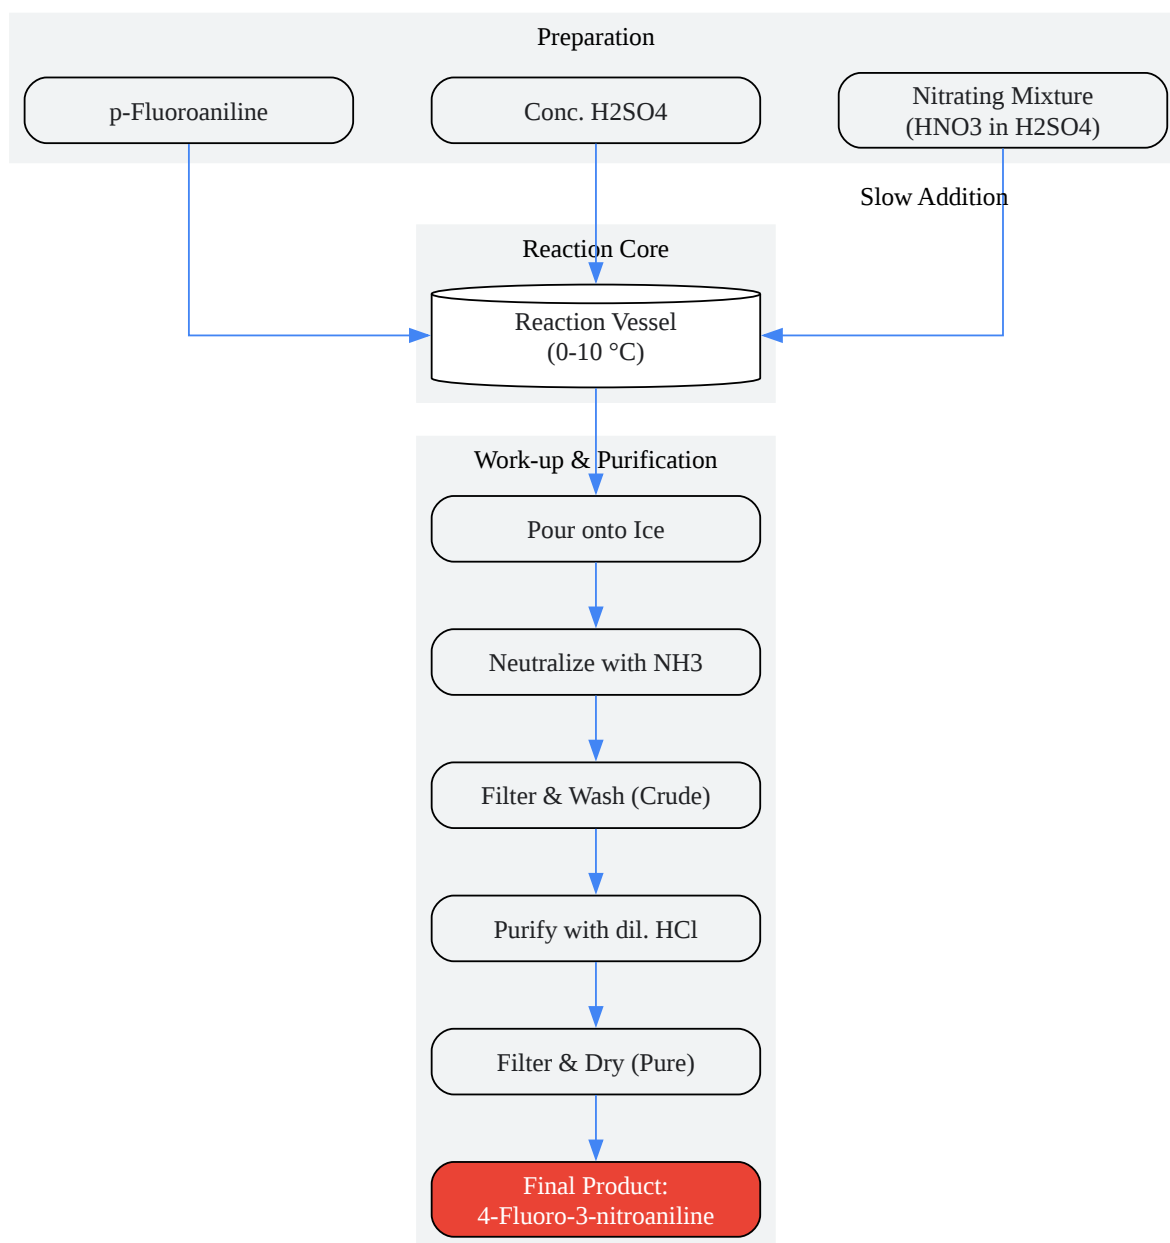 Preparation
p-Fluoroaniline
Conc. H2SO4
Nitrating Mixture
(HNO3 in H2SO4)
Slow Addition
Reaction Core
Reaction Vessel
(0-10 °C)
Work-up & Purification
Pour onto Ice
Neutralize with NH3
Filter & Wash (Crude)
Purify with dil. HCl
Filter & Dry (Pure)
Final Product:
4-Fluoro-3-nitroaniline